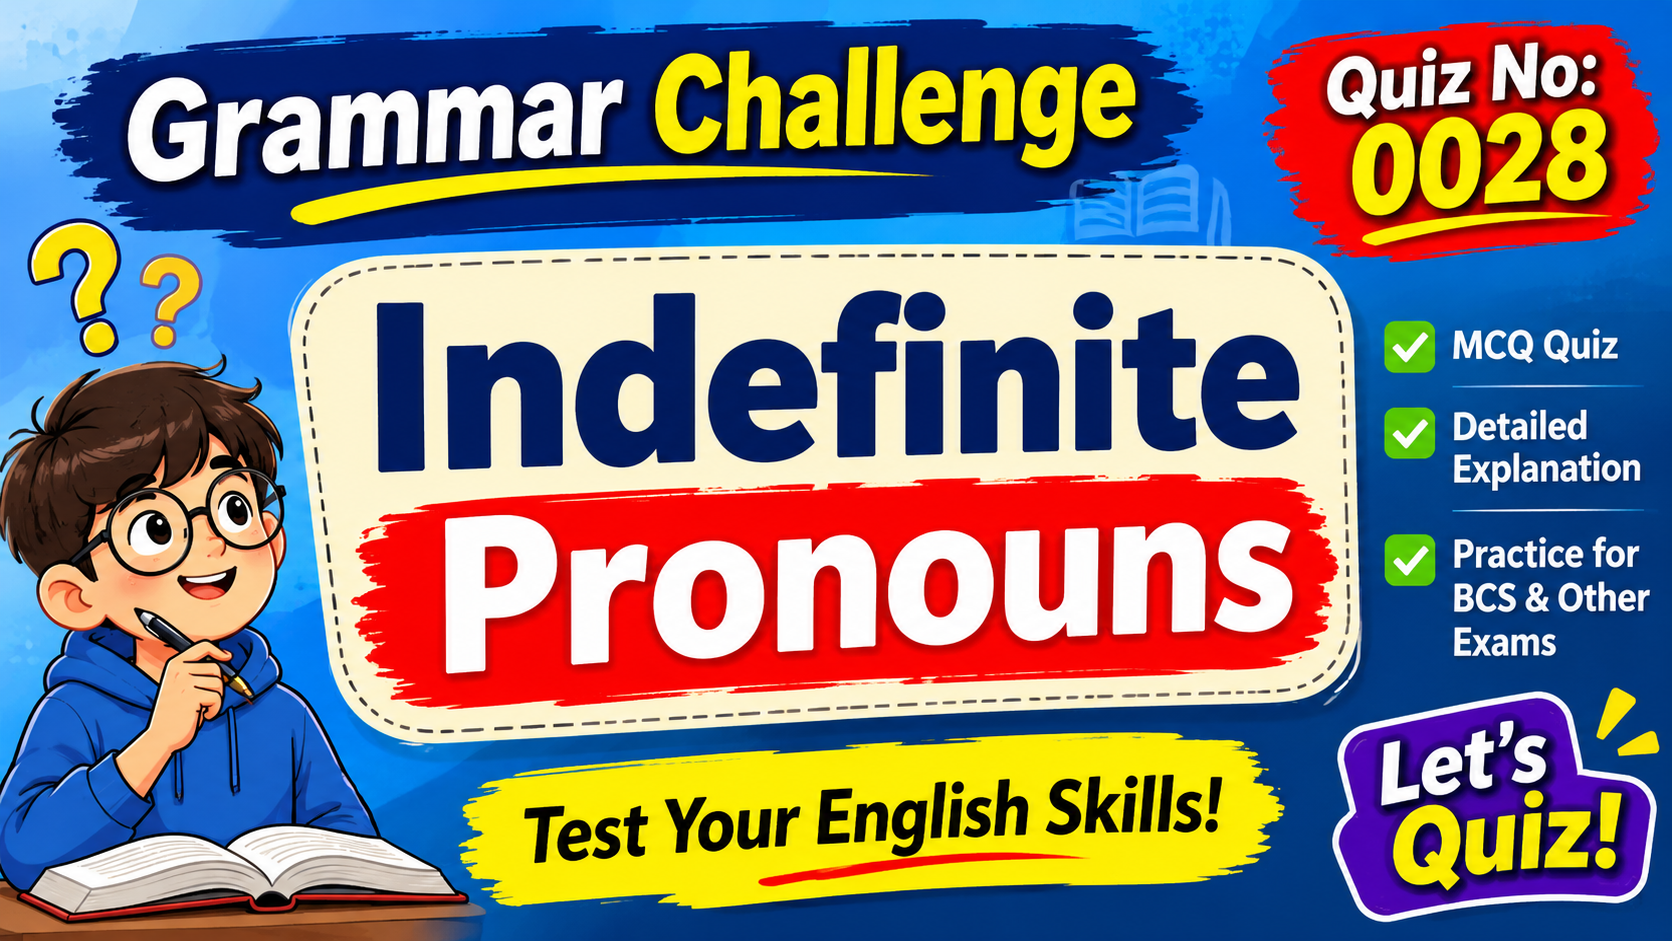 Grammar Challenge
Quiz No:
0028
Indefinite
Pronouns
MCQ Quiz
Detailed
Explanation
Practice for
BCS & Other
Exams
Test Your English Skills!
Let's
Quiz!